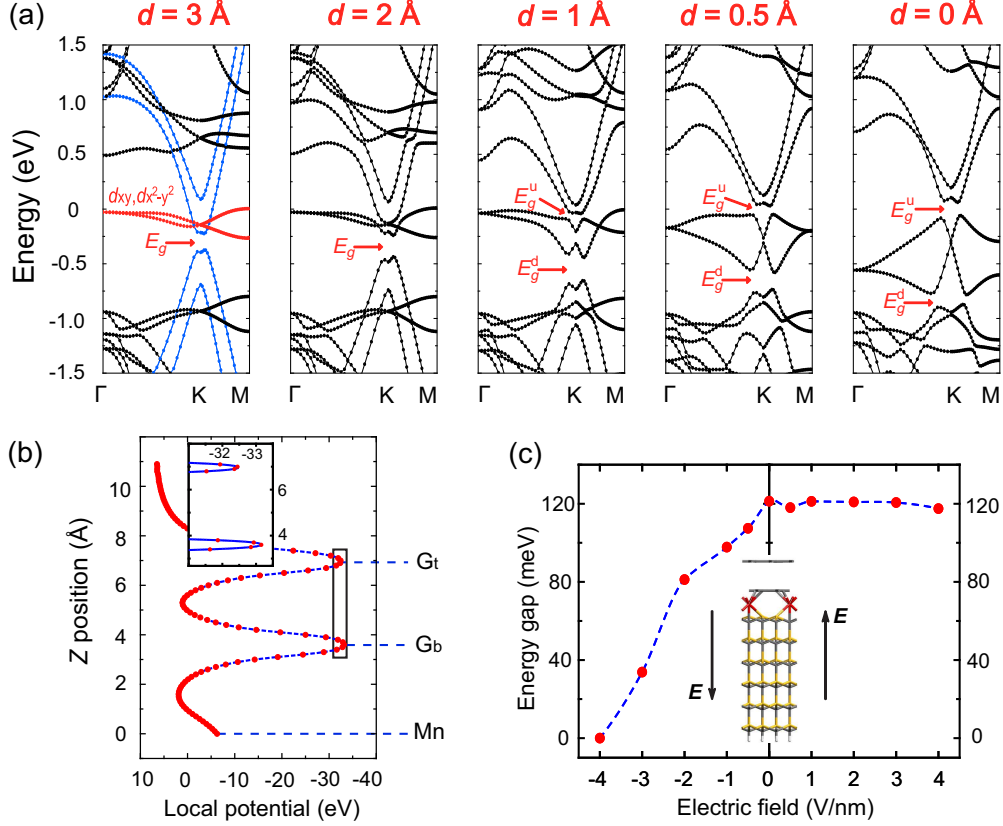 (a)
d = 3 Å d = 2 Å d = 1 Å d = 0.5 Å d = 0 Å
Energy (eV)
1.5
1.0
0.5
0
-0.5
-1.0
-1.5
dxy,dx²-y²
Eg
Eg
Egᵘ
Egᵈ
Egᵘ
Egᵈ
Egᵘ
Egᵈ
Γ K M Γ K M Γ K M Γ K M Γ K M
(b)
Z position (Å)
10
8
6
4
2
0
-32 -33
6
4
Gt
Gb
Mn
10 0 -10 -20 -30 -40
Local potential (eV)
(c)
Energy gap (meV)
120
80
40
0
120
80
40
0
E
E
-4 -3 -2 -1 0 1 2 3 4
Electric field (V/nm)